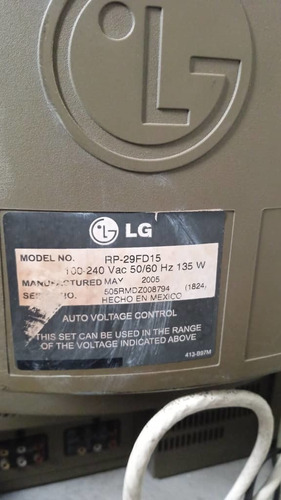 LG
LG
MODEL NO. RP-29FD15
100-240 Vac 50/60 Hz 135 W
MANUFACTURED MAY 2005
NO. 505RMDZ008794 (1824
HECHO EN MEXICO
AUTO VOLTAGE CONTROL
THIS SET CAN BE USED IN THE RANGE
OF THE VOLTAGE INDICATED ABOVE
413-B97M